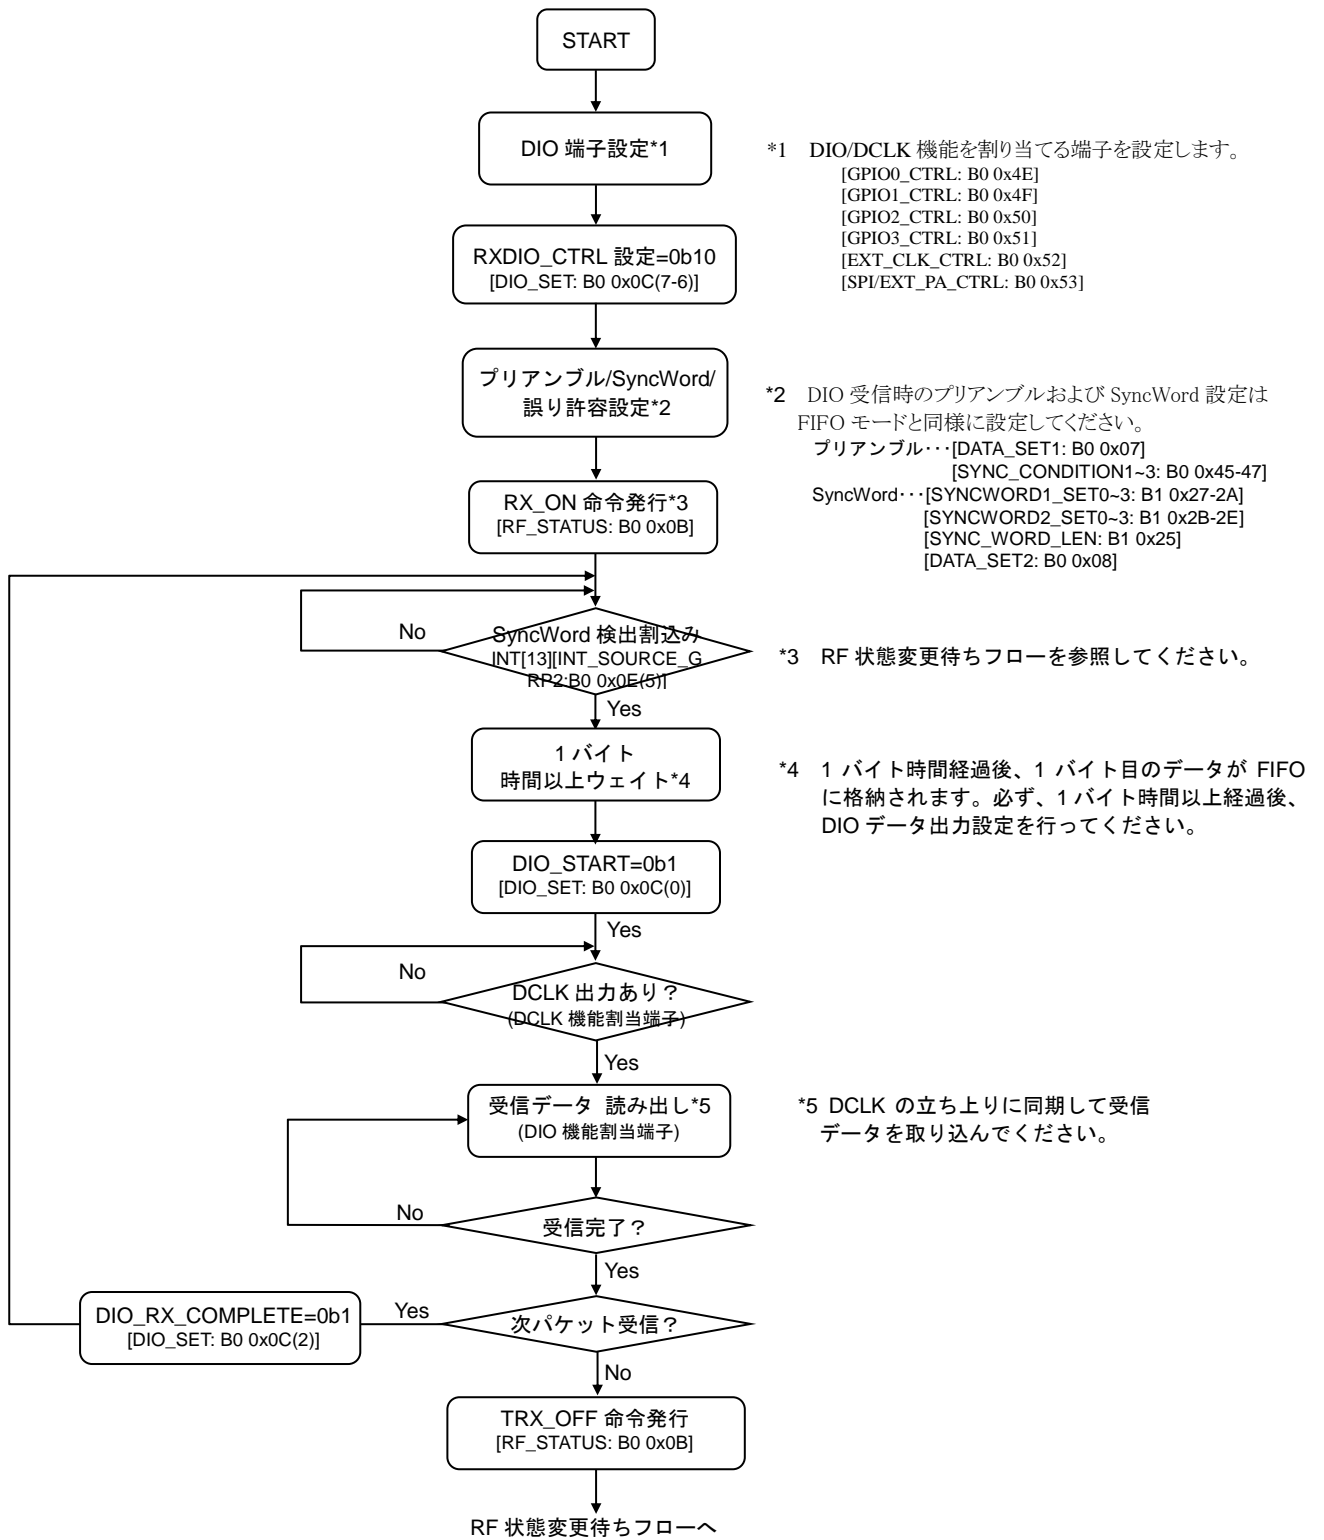 START
DIO 端子設定*1
*1 DIO/DCLK 機能を割り当てる端子を設定します。
[GPIO0_CTRL: B0 0x4E]
[GPIO1_CTRL: B0 0x4F]
[GPIO2_CTRL: B0 0x50]
[GPIO3_CTRL: B0 0x51]
[EXT_CLK_CTRL: B0 0x52]
[SPI/EXT_PA_CTRL: B0 0x53]
RXDIO_CTRL 設定=0b10
[DIO_SET: B0 0x0C(7-6)]
プリアンブル/SyncWord/
誤り許容設定*2
*2 DIO 受信時のプリアンブルおよび SyncWord 設定は
FIFO モードと同様に設定してください。
プリアンブル･･･[DATA_SET1: B0 0x07]
[SYNC_CONDITION1~3: B0 0x45-47]
SyncWord･･･[SYNCWORD1_SET0~3: B1 0x27-2A]
[SYNCWORD2_SET0~3: B1 0x2B-2E]
[SYNC_WORD_LEN: B1 0x25]
[DATA_SET2: B0 0x08]
RX_ON 命令発行*3
[RF_STATUS: B0 0x0B]
No
SyncWord 検出割込み
INT[13][INT_SOURCE_G
RP2:B0 0x0E(5)]
*3 RF 状態変更待ちフローを参照してください。
Yes
1 バイト
時間以上ウェイト*4
*4 1 バイト時間経過後、1 バイト目のデータが FIFO
に格納されます。必ず、1 バイト時間以上経過後、
DIO データ出力設定を行ってください。
DIO_START=0b1
[DIO_SET: B0 0x0C(0)]
Yes
No
DCLK 出力あり？
(DCLK 機能割当端子)
Yes
受信データ 読み出し*5
(DIO 機能割当端子)
*5 DCLK の立ち上りに同期して受信
データを取り込んでください。
No
受信完了？
Yes
DIO_RX_COMPLETE=0b1
[DIO_SET: B0 0x0C(2)]
Yes
次パケット受信？
No
TRX_OFF 命令発行
[RF_STATUS: B0 0x0B]
RF 状態変更待ちフローへ